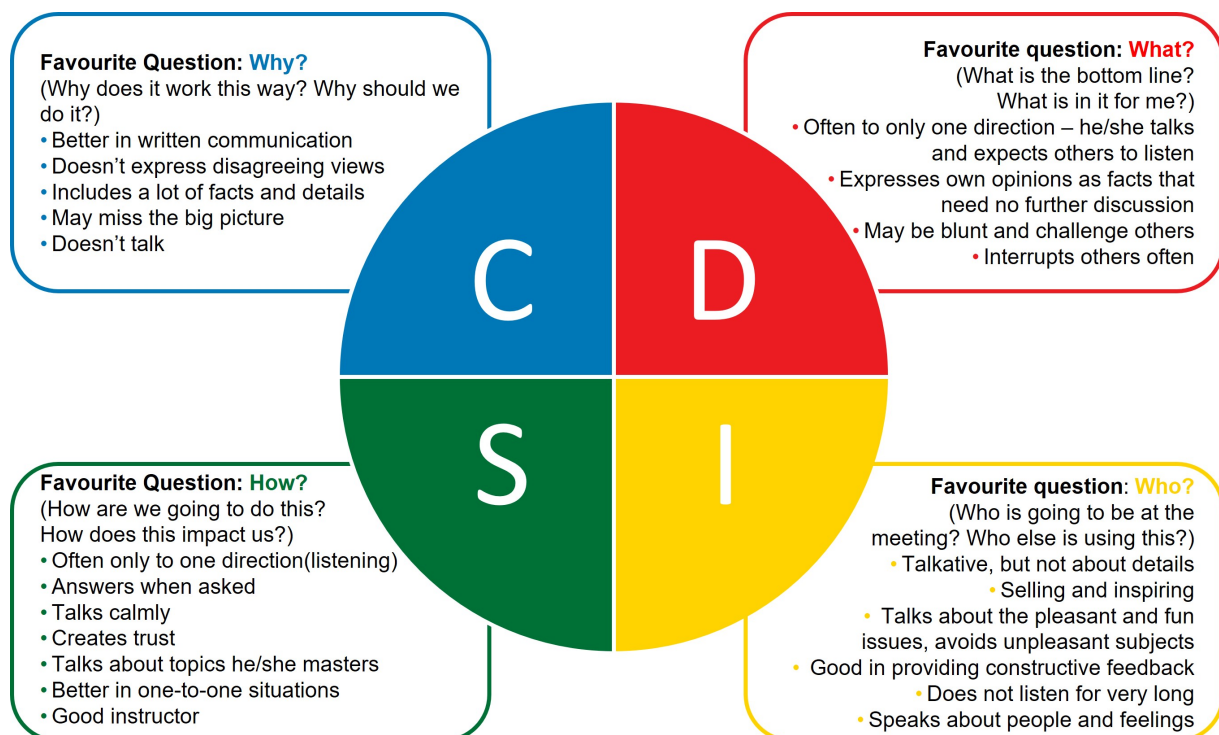 Favourite Question: Why?
(Why does it work this way? Why should we
do it?)
• Better in written communication
• Doesn't express disagreeing views
• Includes a lot of facts and details
• May miss the big picture
• Doesn't talk
Favourite question: What?
(What is the bottom line?
What is in it for me?)
• Often to only one direction – he/she talks
and expects others to listen
• Expresses own opinions as facts that
need no further discussion
• May be blunt and challenge others
• Interrupts others often
C
D
S
I
Favourite Question: How?
(How are we going to do this?
How does this impact us?)
• Often only to one direction(listening)
• Answers when asked
• Talks calmly
• Creates trust
• Talks about topics he/she masters
• Better in one-to-one situations
• Good instructor
Favourite question: Who?
(Who is going to be at the
meeting? Who else is using this?)
• Talkative, but not about details
• Selling and inspiring
• Talks about the pleasant and fun
issues, avoids unpleasant subjects
• Good in providing constructive feedback
• Does not listen for very long
• Speaks about people and feelings